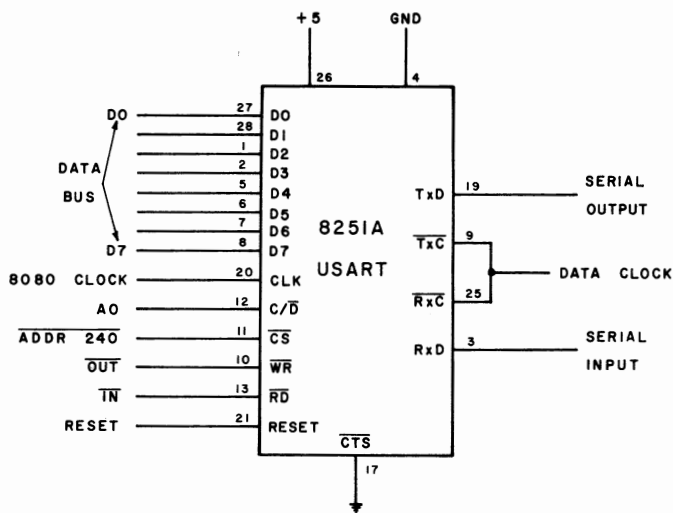 +5 GND
26 4
D0 27 D0
28 D1
1 D2
DATA 2 D3
BUS 5 D4
6 D5
7 D6
D7 8 D7
8080 CLOCK 20 CLK
A0 12 C/D
ADDR 240 11 CS
OUT 10 WR
IN 13 RD
RESET 21 RESET
8251A
USART
CTS
17
TxD 19 SERIAL
OUTPUT
TxC 9
DATA CLOCK
RxC 25
RxD 3 SERIAL
INPUT